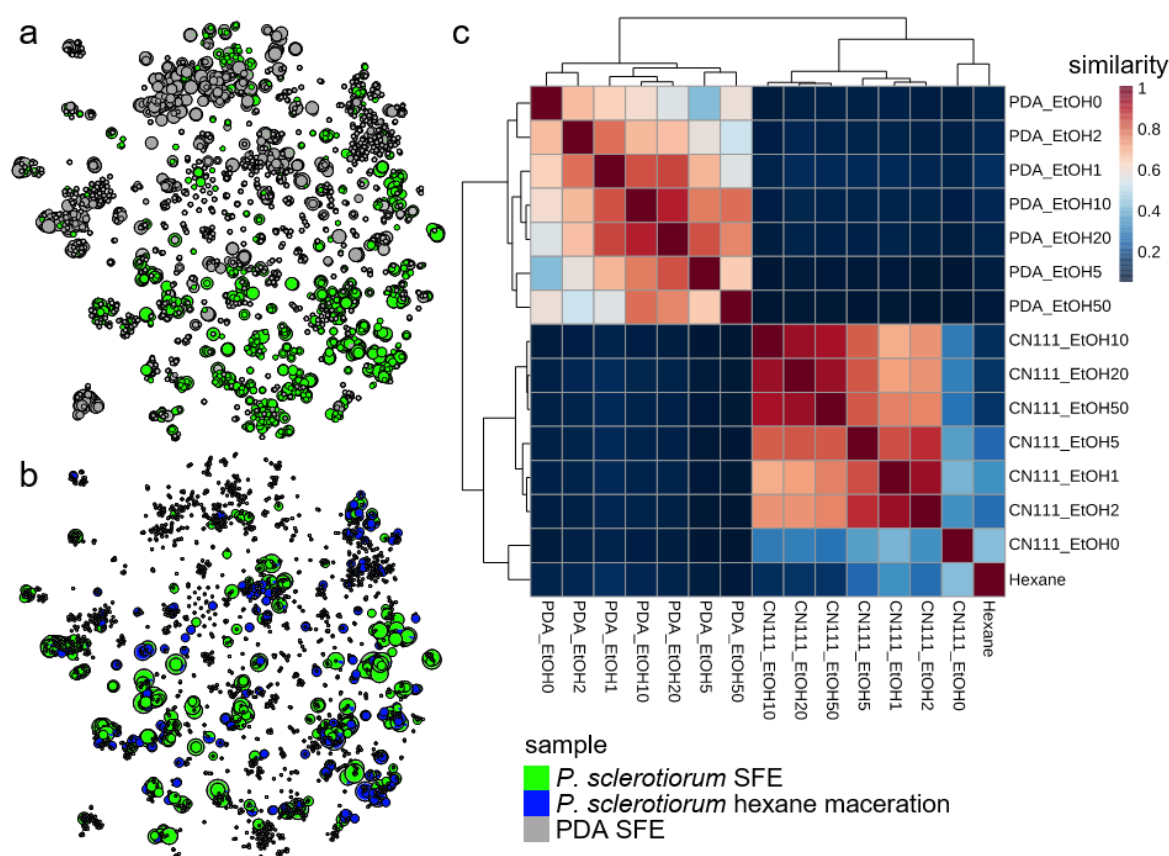 a
b
c
similarity
1
0.8
0.6
0.4
0.2
PDA_EtOH0
PDA_EtOH2
PDA_EtOH1
PDA_EtOH10
PDA_EtOH20
PDA_EtOH5
PDA_EtOH50
CN111_EtOH10
CN111_EtOH20
CN111_EtOH50
CN111_EtOH5
CN111_EtOH1
CN111_EtOH2
CN111_EtOH0
Hexane
PDA_EtOH0
PDA_EtOH2
PDA_EtOH1
PDA_EtOH10
PDA_EtOH20
PDA_EtOH5
PDA_EtOH50
CN111_EtOH10
CN111_EtOH20
CN111_EtOH50
CN111_EtOH5
CN111_EtOH1
CN111_EtOH2
CN111_EtOH0
Hexane
sample
P. sclerotiorum SFE
P. sclerotiorum hexane maceration
PDA SFE